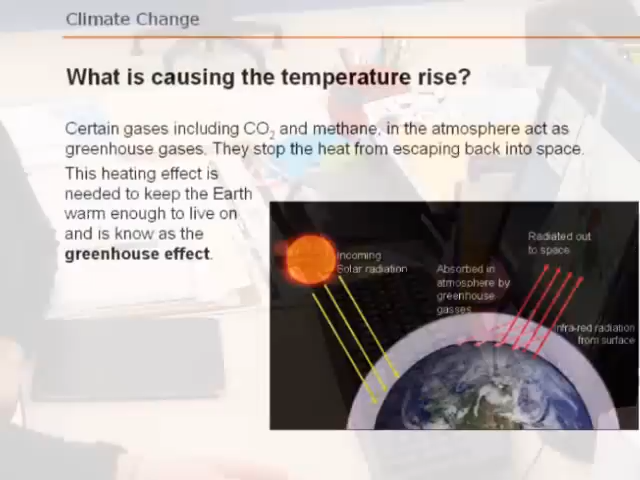 Climate Change
What is causing the temperature rise?
Certain gases including CO₂ and methane, in the atmosphere act as
greenhouse gases. They stop the heat from escaping back into space.
This heating effect is
needed to keep the Earth
warm enough to live on
and is know as the
greenhouse effect.
Incoming
Solar radiation
Absorbed in
atmosphere by
greenhouse
gasses
Radiated out
to space
Infra-red radiation
from surface